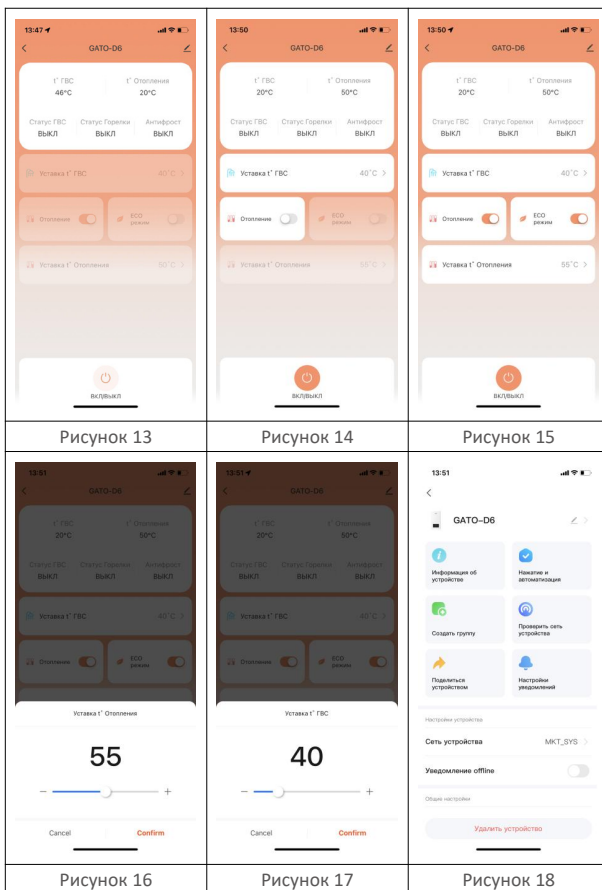 13:47
GATO-D6
t° ГВС
t° Отопления
46°C
20°C
Статус ГВС
Статус Горелки
Антифрост
ВЫКЛ
ВЫКЛ
ВЫКЛ
Уставка t° ГВС
40°C
Отопление
ECO
режим
Уставка t° Отопления
50°C
ВКЛ/ВЫКЛ
Рисунок 13
13:50
GATO-D6
t° ГВС
t° Отопления
20°C
50°C
Статус ГВС
Статус Горелки
Антифрост
ВЫКЛ
ВЫКЛ
ВЫКЛ
Уставка t° ГВС
40°C
Отопление
ECO
режим
Уставка t° Отопления
55°C
ВКЛ/ВЫКЛ
Рисунок 14
13:50
GATO-D6
t° ГВС
t° Отопления
20°C
50°C
Статус ГВС
Статус Горелки
Антифрост
ВЫКЛ
ВЫКЛ
ВЫКЛ
Уставка t° ГВС
40°C
Отопление
ECO
режим
Уставка t° Отопления
55°C
ВКЛ/ВЫКЛ
Рисунок 15
13:51
GATO-D6
t° ГВС
t° Отопления
20°C
50°C
Статус ГВС
Статус Горелки
Антифрост
ВЫКЛ
ВЫКЛ
ВЫКЛ
Уставка t° ГВС
40°C
Отопление
ECO
режим
Уставка t° Отопления
55
Cancel
Confirm
Рисунок 16
13:51
GATO-D6
t° ГВС
t° Отопления
20°C
50°C
Статус ГВС
Статус Горелки
Антифрост
ВЫКЛ
ВЫКЛ
ВЫКЛ
Уставка t° ГВС
40°C
Отопление
ECO
режим
Уставка t° ГВС
40
Cancel
Confirm
Рисунок 17
13:51
GATO-D6
Информация об
устройстве
Нажатие и
автоматизация
Создать группу
Проверить сеть
устройства
Поделиться
устройством
Настройки
уведомлений
Настройки устройства
Сеть устройства
MKT_SYS
Уведомление offline
Общие настройки
Удалить устройство
Рисунок 18